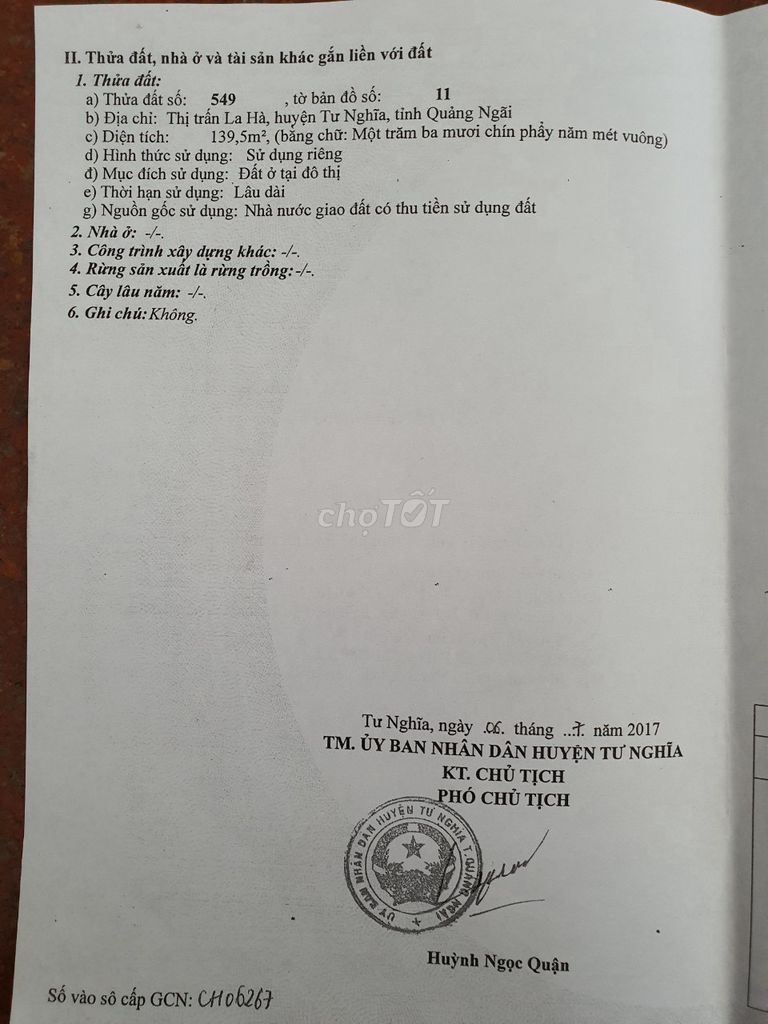 II. Thửa đất, nhà ở và tài sản khác gắn liền với đất
1. Thửa đất:
a) Thửa đất số: 549 , tờ bản đồ số: 11
b) Địa chỉ: Thị trấn La Hà, huyện Tư Nghĩa, tỉnh Quảng Ngãi
c) Diện tích: 139,5m², (bằng chữ: Một trăm ba mươi chín phẩy năm mét vuông)
d) Hình thức sử dụng: Sử dụng riêng
đ) Mục đích sử dụng: Đất ở tại đô thị
e) Thời hạn sử dụng: Lâu dài
g) Nguồn gốc sử dụng: Nhà nước giao đất có thu tiền sử dụng đất
2. Nhà ở: -/-.
3. Công trình xây dựng khác: -/-.
4. Rừng sản xuất là rừng trồng: -/-.
5. Cây lâu năm: -/-.
6. Ghi chú: Không.
chợTỐT
Tư Nghĩa, ngày .06. tháng ...7. năm 2017
TM. ỦY BAN NHÂN DÂN HUYỆN TƯ NGHĨA
KT. CHỦ TỊCH
PHÓ CHỦ TỊCH
ỦY BAN NHÂN DÂN HUYỆN TƯ NGHĨA T. QUẢNG NGÃI
Huỳnh Ngọc Quận
Số vào sổ cấp GCN: CH06267